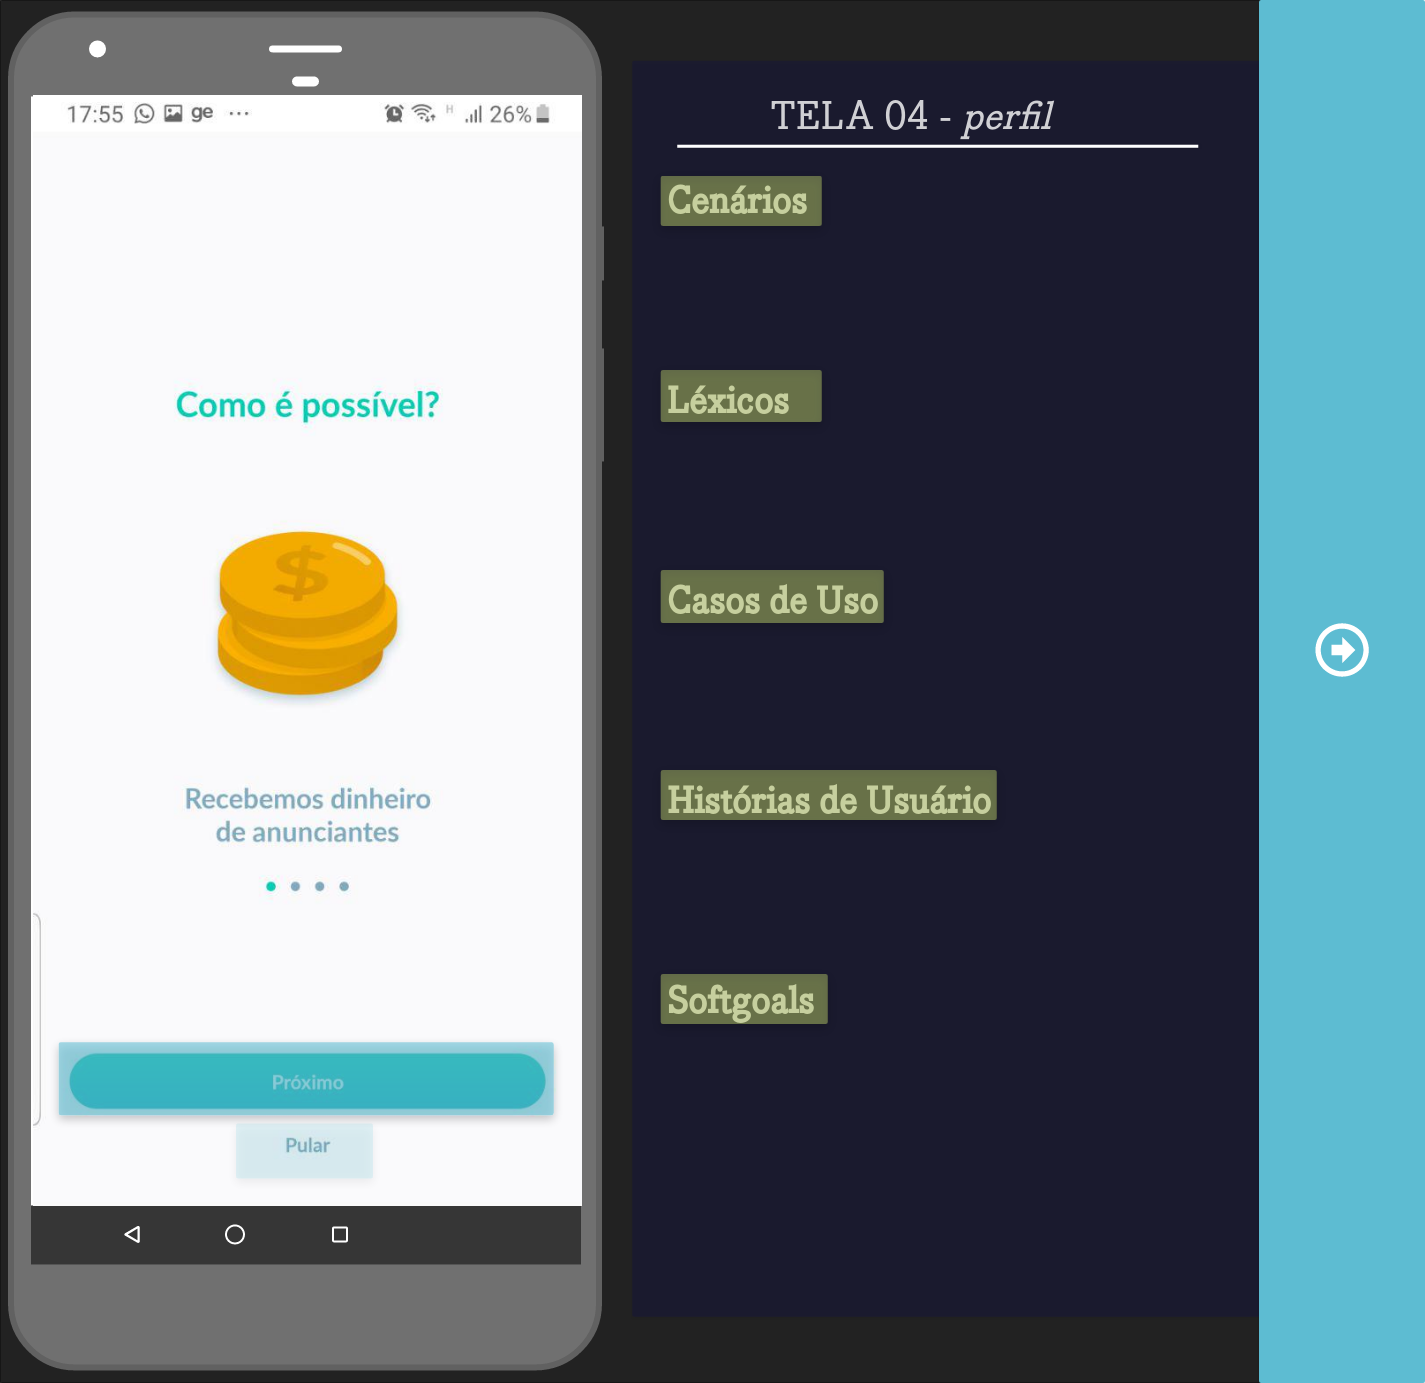 17:55 ge ... H 26%
Como é possível?
$
Recebemos dinheiro
de anunciantes
Próximo
Pular
TELA 04 - perfil
Cenários
Léxicos
Casos de Uso
Histórias de Usuário
Softgoals